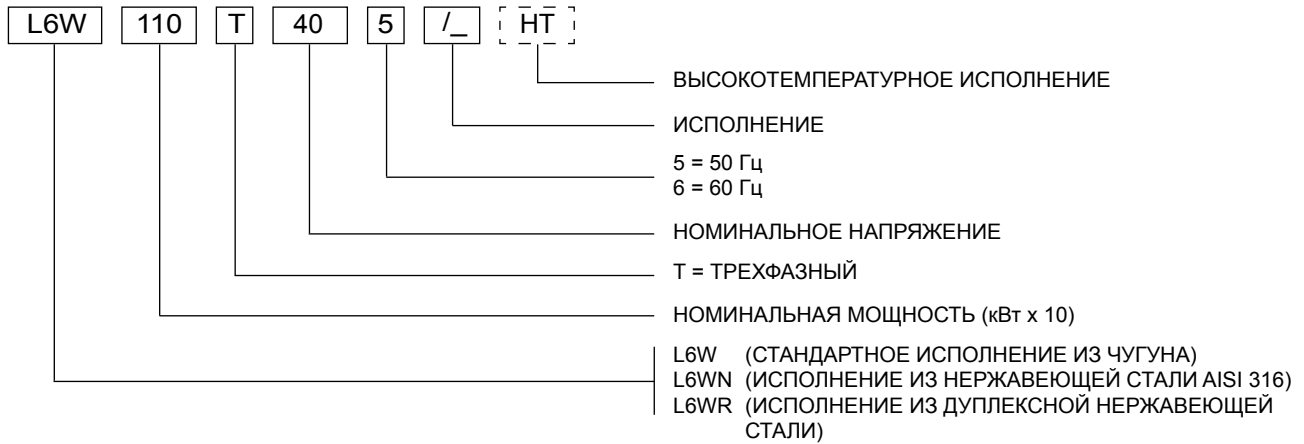 L6W 110 T 40 5 /_ HT
ВЫСОКОТЕМПЕРАТУРНОЕ ИСПОЛНЕНИЕ
ИСПОЛНЕНИЕ
5 = 50 Гц
6 = 60 Гц
НОМИНАЛЬНОЕ НАПРЯЖЕНИЕ
Т = ТРЕХФАЗНЫЙ
НОМИНАЛЬНАЯ МОЩНОСТЬ (кВт x 10)
L6W (СТАНДАРТНОЕ ИСПОЛНЕНИЕ ИЗ ЧУГУНА)
L6WN (ИСПОЛНЕНИЕ ИЗ НЕРЖАВЕЮЩЕЙ СТАЛИ AISI 316)
L6WR (ИСПОЛНЕНИЕ ИЗ ДУПЛЕКСНОЙ НЕРЖАВЕЮЩЕЙ
СТАЛИ)